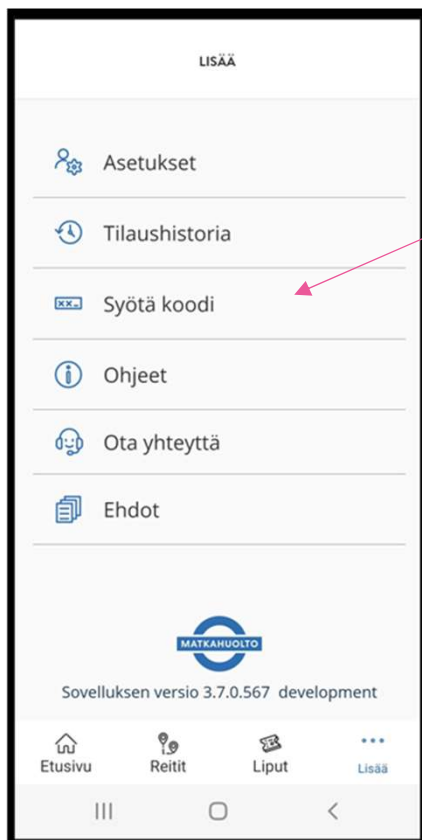 LISÄÄ
Asetukset
Tilaushistoria
XX_
Syötä koodi
Ohjeet
Ota yhteyttä
Ehdot
MATKAHUOLTO
Sovelluksen versio 3.7.0.567 development
Etusivu Reitit Liput Lisää